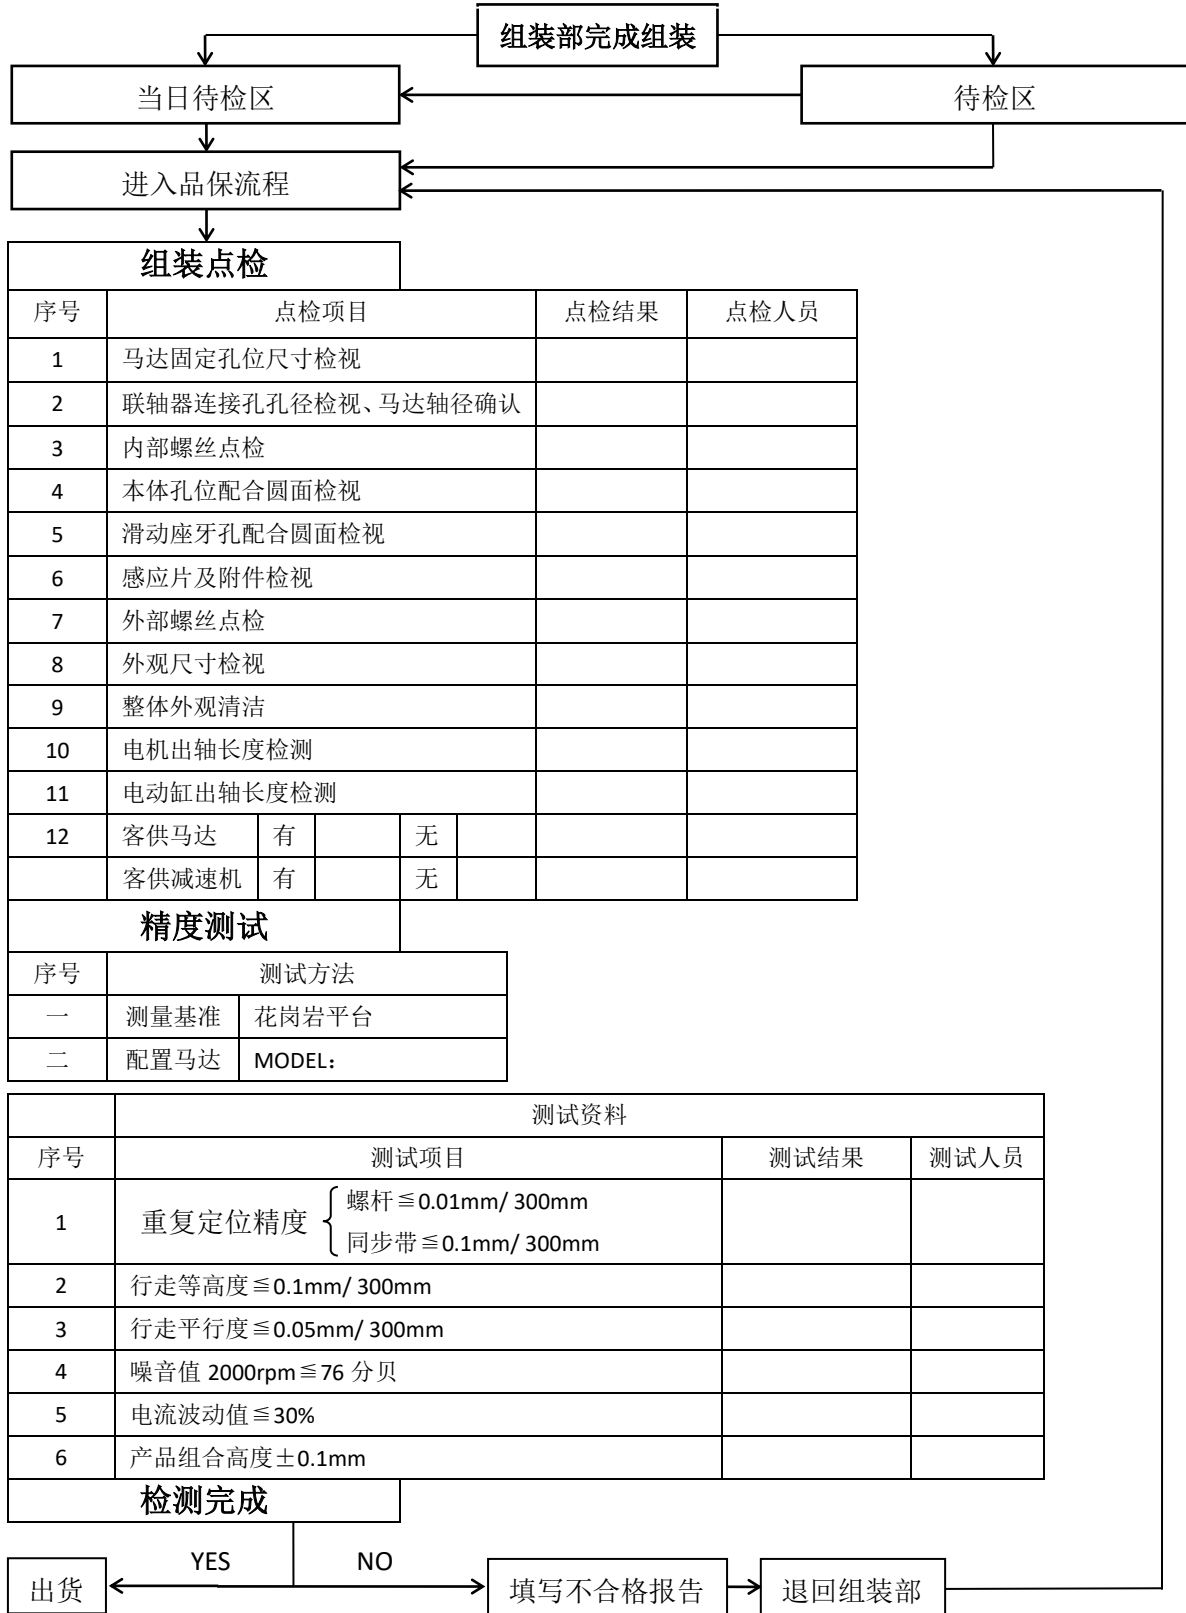 组装部完成组装
当日待检区
待检区
进入品保流程
组装点检
序号 点检项目 点检结果 点检人员
1 马达固定孔位尺寸检视
2 联轴器连接孔孔径检视、马达轴径确认
3 内部螺丝点检
4 本体孔位配合圆面检视
5 滑动座牙孔配合圆面检视
6 感应片及附件检视
7 外部螺丝点检
8 外观尺寸检视
9 整体外观清洁
10 电机出轴长度检测
11 电动缸出轴长度检测
12 客供马达 有 无
客供减速机 有 无
精度测试
序号 测试方法
一 测量基准 花岗岩平台
二 配置马达 MODEL：
测试资料
序号 测试项目 测试结果 测试人员
1 重复定位精度
螺杆≦0.01mm/ 300mm
同步带≦0.1mm/ 300mm
2 行走等高度≦0.1mm/ 300mm
3 行走平行度≦0.05mm/ 300mm
4 噪音值 2000rpm≦76 分贝
5 电流波动值≦30%
6 产品组合高度±0.1mm
检测完成
YES NO
出货 填写不合格报告 退回组装部